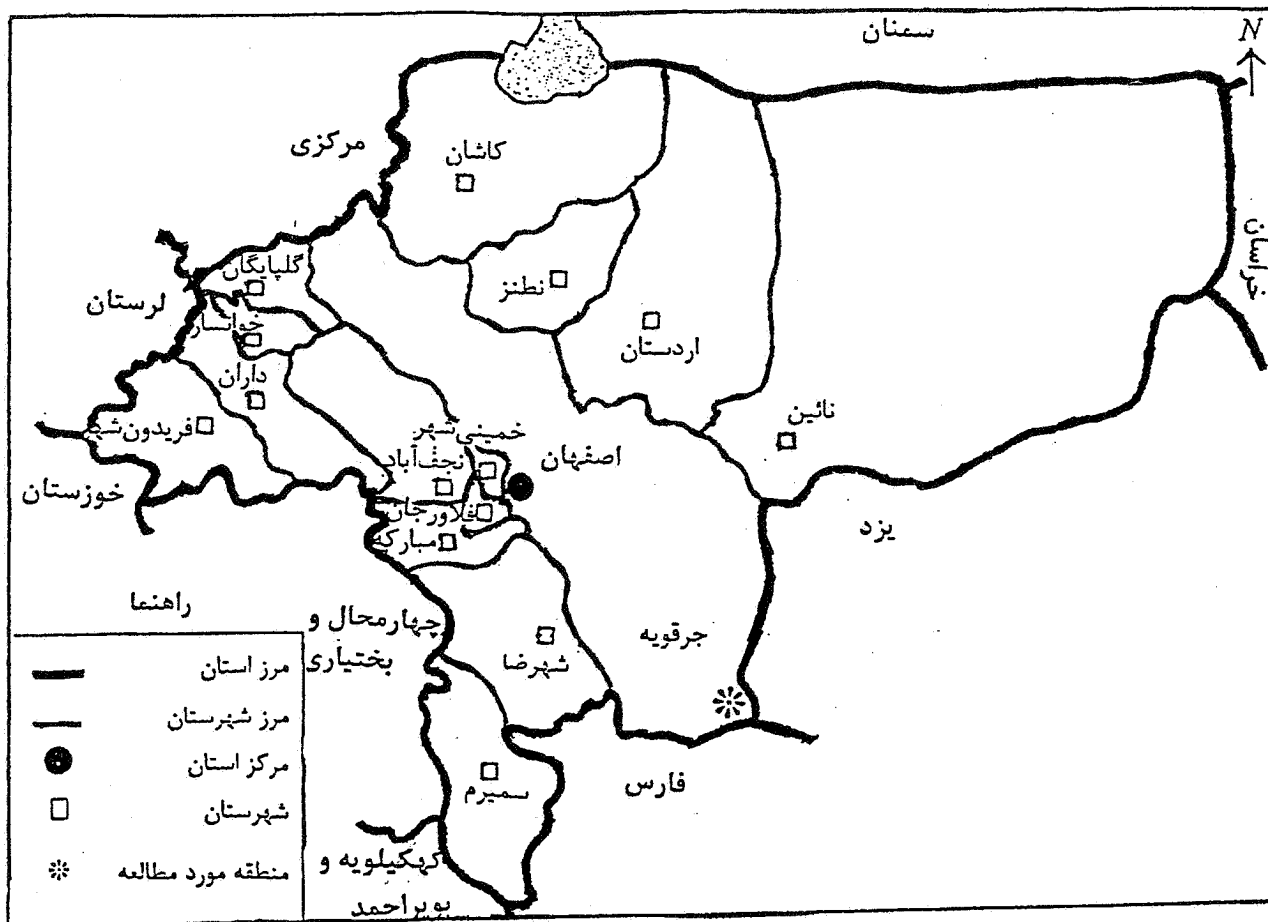 سمنان
N
مرکزی
کاشان
خراسان
گلپایگان
نطنز
لرستان
خوانسار
اردستان
داران
نائین
فریدون‌شهر
خمینی‌شهر
اصفهان
نجف‌آباد
خوزستان
فلاورجان
یزد
مبارکه
چهارمحال و
بختیاری
جرقویه
شهرضا
فارس
سمیرم
کهکیلویه و
بویراحمد
راهنما
مرز استان
مرز شهرستان
مرکز استان
شهرستان
منطقه مورد مطالعه